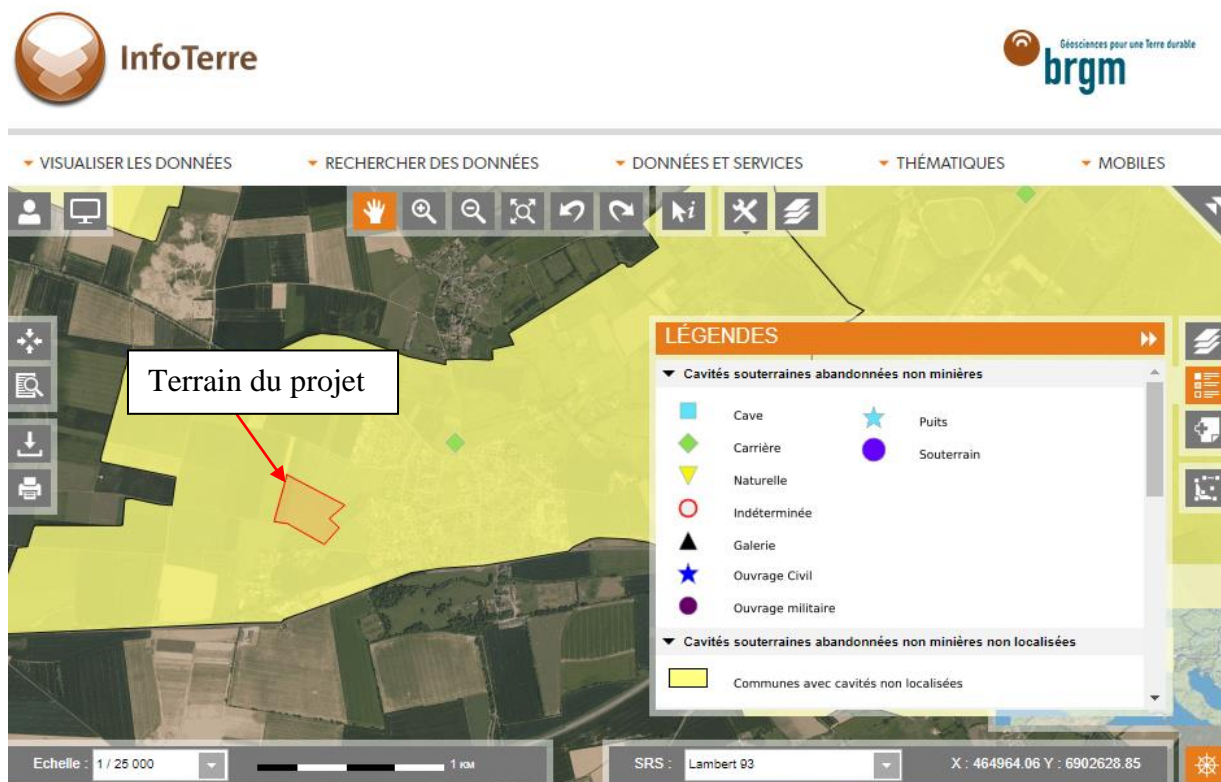 InfoTerre
Géosciences pour une Terre durable
brgm
VISUALISER LES DONNÉES
RECHERCHER DES DONNÉES
DONNÉES ET SERVICES
THÉMATIQUES
MOBILES
Terrain du projet
LÉGENDES
Cavités souterraines abandonnées non minières
Cave
Puits
Carrière
Souterrain
Naturelle
Indéterminée
Galerie
Ouvrage Civil
Ouvrage militaire
Cavités souterraines abandonnées non minières non localisées
Communes avec cavités non localisées
Echelle : 1 / 25 000
1 KM
SRS : Lambert 93
X : 464964.06 Y : 6902628.85